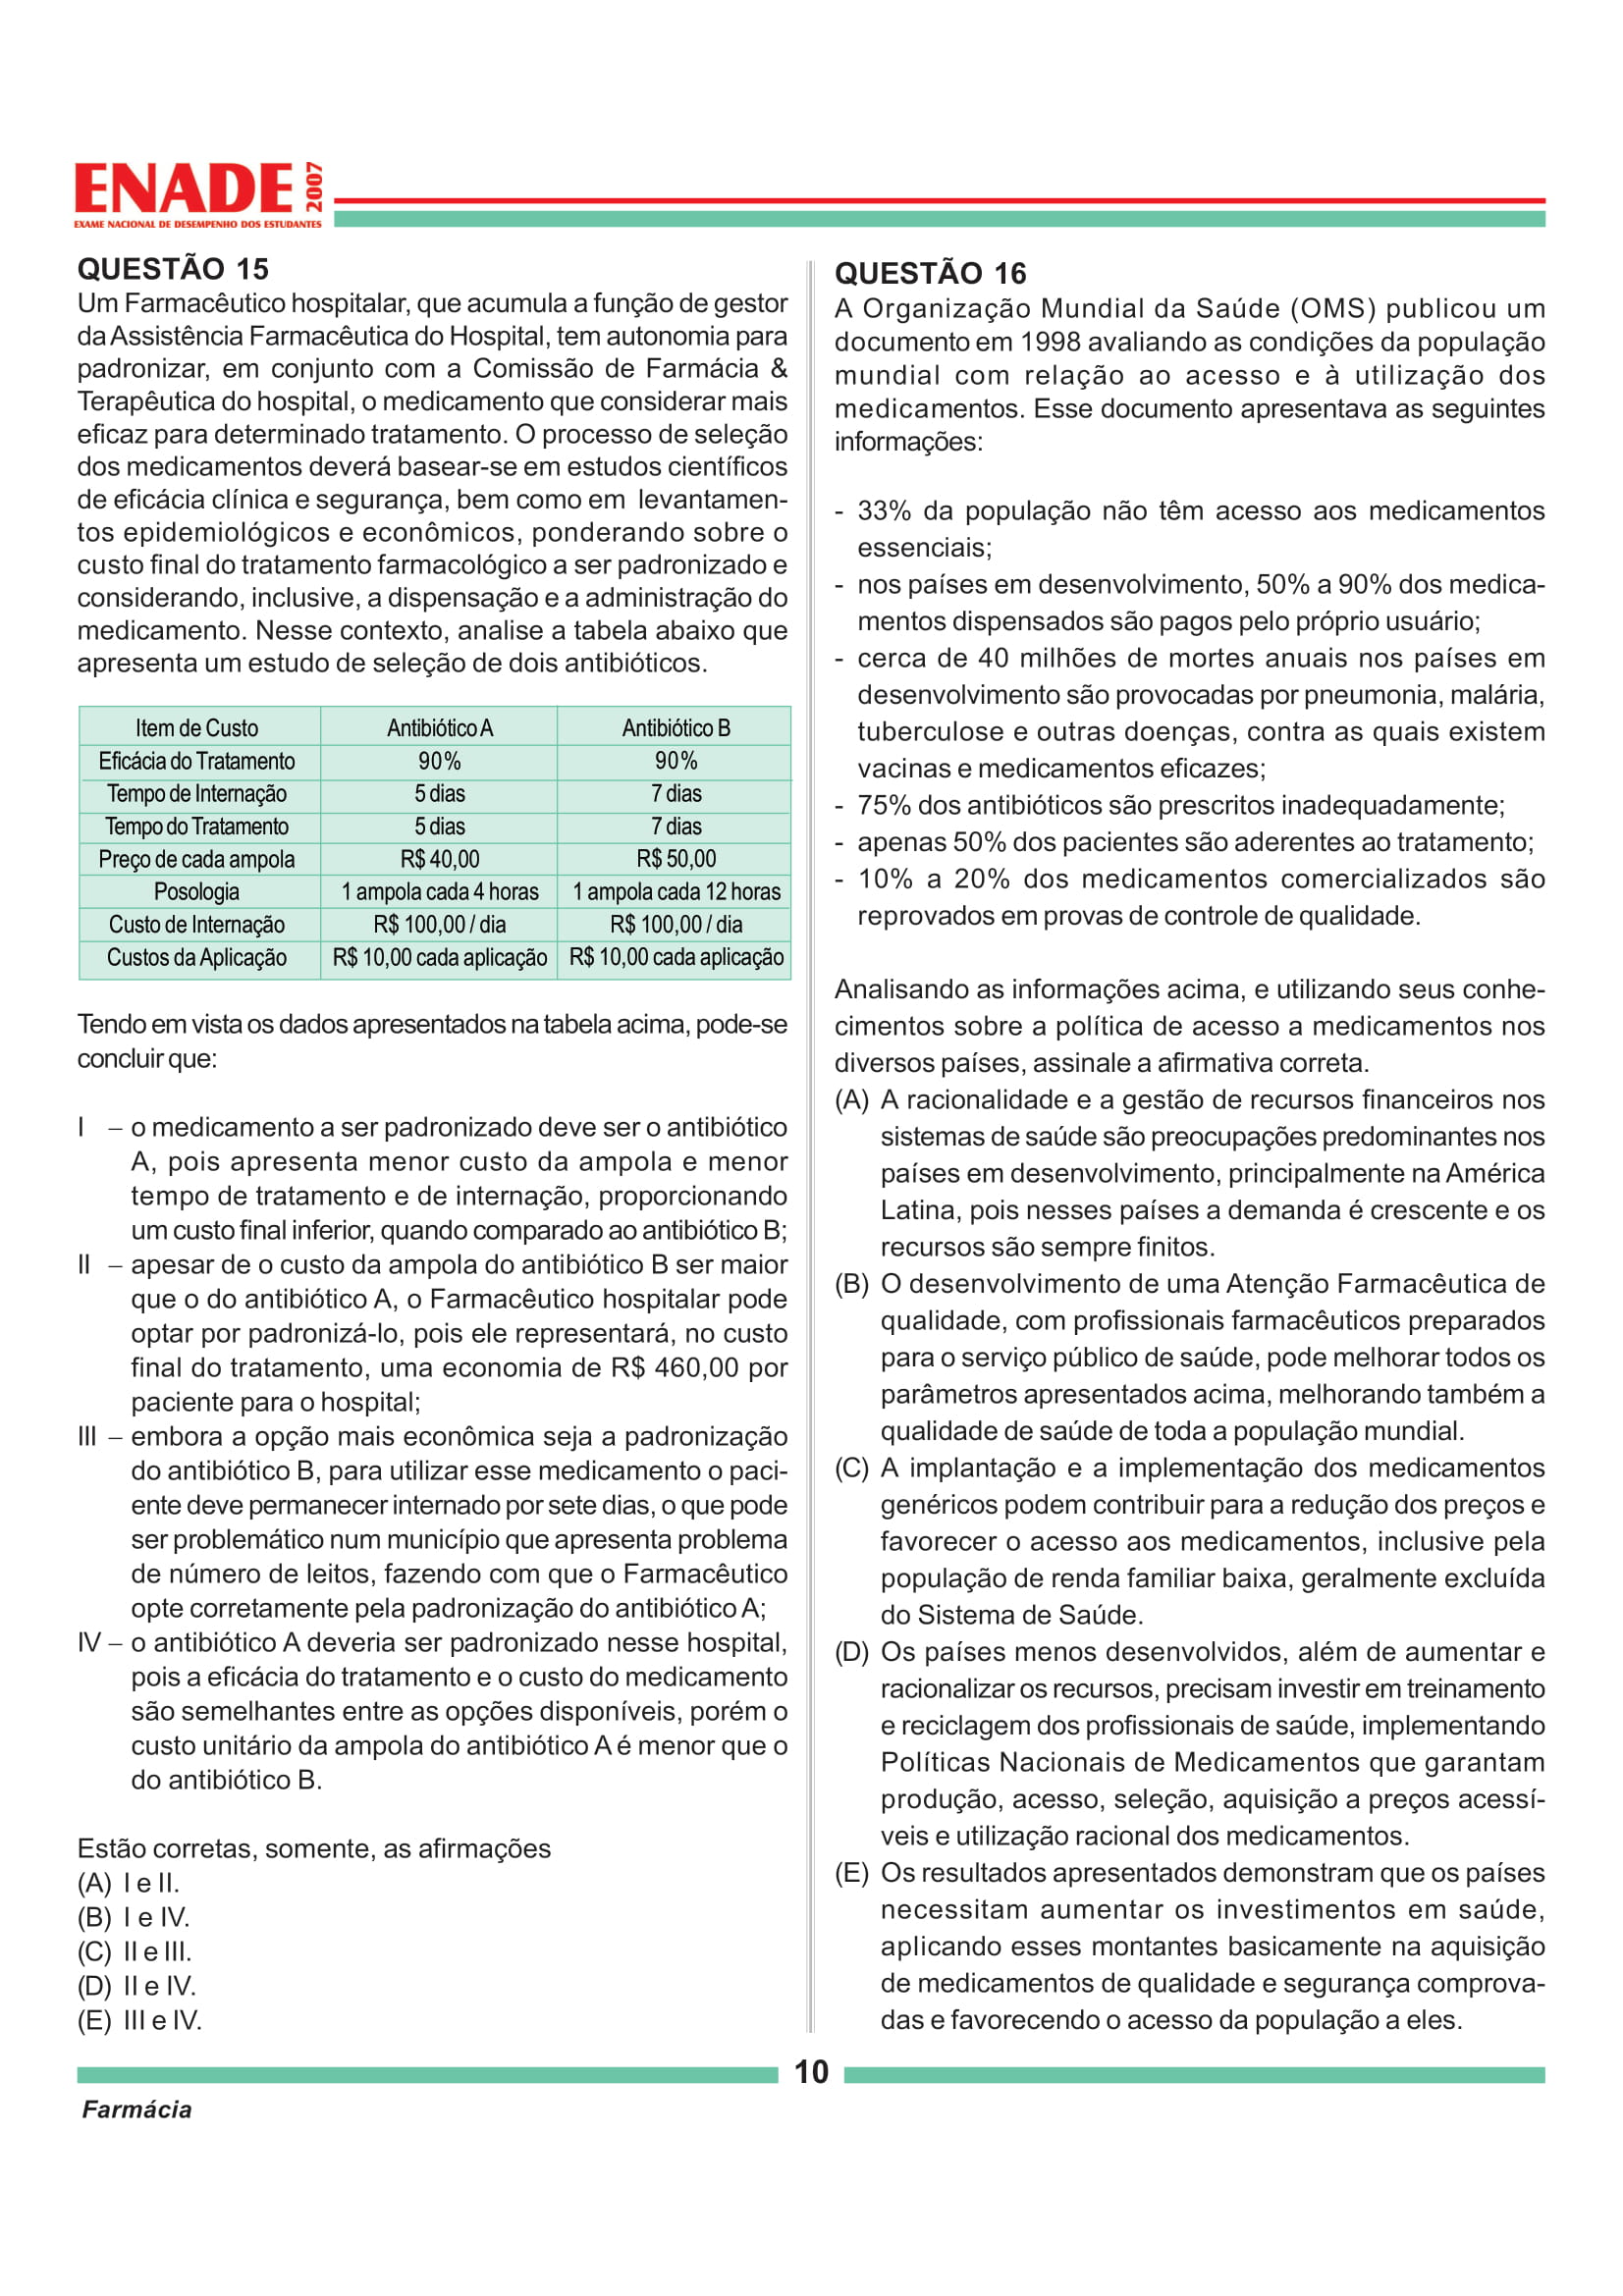 ENADE 2007
EXAME NACIONAL DE DESEMPENHO DOS ESTUDANTES
QUESTÃO 15
Um Farmacêutico hospitalar, que acumula a função de gestor
da Assistência Farmacêutica do Hospital, tem autonomia para
padronizar, em conjunto com a Comissão de Farmácia &
Terapêutica do hospital, o medicamento que considerar mais
eficaz para determinado tratamento. O processo de seleção
dos medicamentos deverá basear-se em estudos científicos
de eficácia clínica e segurança, bem como em levantamen-
tos epidemiológicos e econômicos, ponderando sobre o
custo final do tratamento farmacológico a ser padronizado e
considerando, inclusive, a dispensação e a administração do
medicamento. Nesse contexto, analise a tabela abaixo que
apresenta um estudo de seleção de dois antibióticos.
Item de Custo Antibiótico A Antibiótico B
Eficácia do Tratamento 90% 90%
Tempo de Internação 5 dias 7 dias
Tempo do Tratamento 5 dias 7 dias
Preço de cada ampola R$ 40,00 R$ 50,00
Posologia 1 ampola cada 4 horas 1 ampola cada 12 horas
Custo de Internação R$ 100,00 / dia R$ 100,00 / dia
Custos da Aplicação R$ 10,00 cada aplicação R$ 10,00 cada aplicação
Tendo em vista os dados apresentados na tabela acima, pode-se
concluir que:
I – o medicamento a ser padronizado deve ser o antibiótico
A, pois apresenta menor custo da ampola e menor
tempo de tratamento e de internação, proporcionando
um custo final inferior, quando comparado ao antibiótico B;
II – apesar de o custo da ampola do antibiótico B ser maior
que o do antibiótico A, o Farmacêutico hospitalar pode
optar por padronizá-lo, pois ele representará, no custo
final do tratamento, uma economia de R$ 460,00 por
paciente para o hospital;
III – embora a opção mais econômica seja a padronização
do antibiótico B, para utilizar esse medicamento o paci-
ente deve permanecer internado por sete dias, o que pode
ser problemático num município que apresenta problema
de número de leitos, fazendo com que o Farmacêutico
opte corretamente pela padronização do antibiótico A;
IV – o antibiótico A deveria ser padronizado nesse hospital,
pois a eficácia do tratamento e o custo do medicamento
são semelhantes entre as opções disponíveis, porém o
custo unitário da ampola do antibiótico A é menor que o
do antibiótico B.
Estão corretas, somente, as afirmações
(A) I e II.
(B) I e IV.
(C) II e III.
(D) II e IV.
(E) III e IV.
QUESTÃO 16
A Organização Mundial da Saúde (OMS) publicou um
documento em 1998 avaliando as condições da população
mundial com relação ao acesso e à utilização dos
medicamentos. Esse documento apresentava as seguintes
informações:
- 33% da população não têm acesso aos medicamentos
essenciais;
- nos países em desenvolvimento, 50% a 90% dos medica-
mentos dispensados são pagos pelo próprio usuário;
- cerca de 40 milhões de mortes anuais nos países em
desenvolvimento são provocadas por pneumonia, malária,
tuberculose e outras doenças, contra as quais existem
vacinas e medicamentos eficazes;
- 75% dos antibióticos são prescritos inadequadamente;
- apenas 50% dos pacientes são aderentes ao tratamento;
- 10% a 20% dos medicamentos comercializados são
reprovados em provas de controle de qualidade.
Analisando as informações acima, e utilizando seus conhe-
cimentos sobre a política de acesso a medicamentos nos
diversos países, assinale a afirmativa correta.
(A) A racionalidade e a gestão de recursos financeiros nos
sistemas de saúde são preocupações predominantes nos
países em desenvolvimento, principalmente na América
Latina, pois nesses países a demanda é crescente e os
recursos são sempre finitos.
(B) O desenvolvimento de uma Atenção Farmacêutica de
qualidade, com profissionais farmacêuticos preparados
para o serviço público de saúde, pode melhorar todos os
parâmetros apresentados acima, melhorando também a
qualidade de saúde de toda a população mundial.
(C) A implantação e a implementação dos medicamentos
genéricos podem contribuir para a redução dos preços e
favorecer o acesso aos medicamentos, inclusive pela
população de renda familiar baixa, geralmente excluída
do Sistema de Saúde.
(D) Os países menos desenvolvidos, além de aumentar e
racionalizar os recursos, precisam investir em treinamento
e reciclagem dos profissionais de saúde, implementando
Políticas Nacionais de Medicamentos que garantam
produção, acesso, seleção, aquisição a preços acessí-
veis e utilização racional dos medicamentos.
(E) Os resultados apresentados demonstram que os países
necessitam aumentar os investimentos em saúde,
aplicando esses montantes basicamente na aquisição
de medicamentos de qualidade e segurança comprova-
das e favorecendo o acesso da população a eles.
10
Farmácia